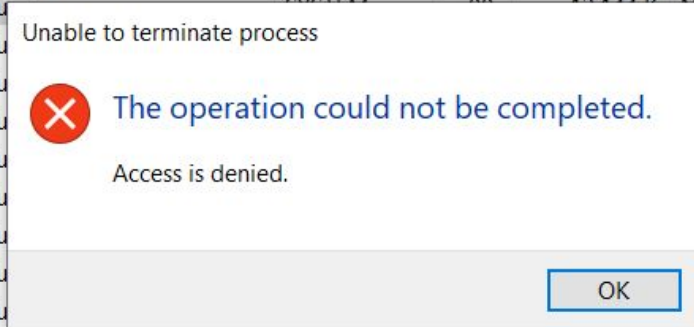 Unable to terminate process
The operation could not be completed.
Access is denied.
OK